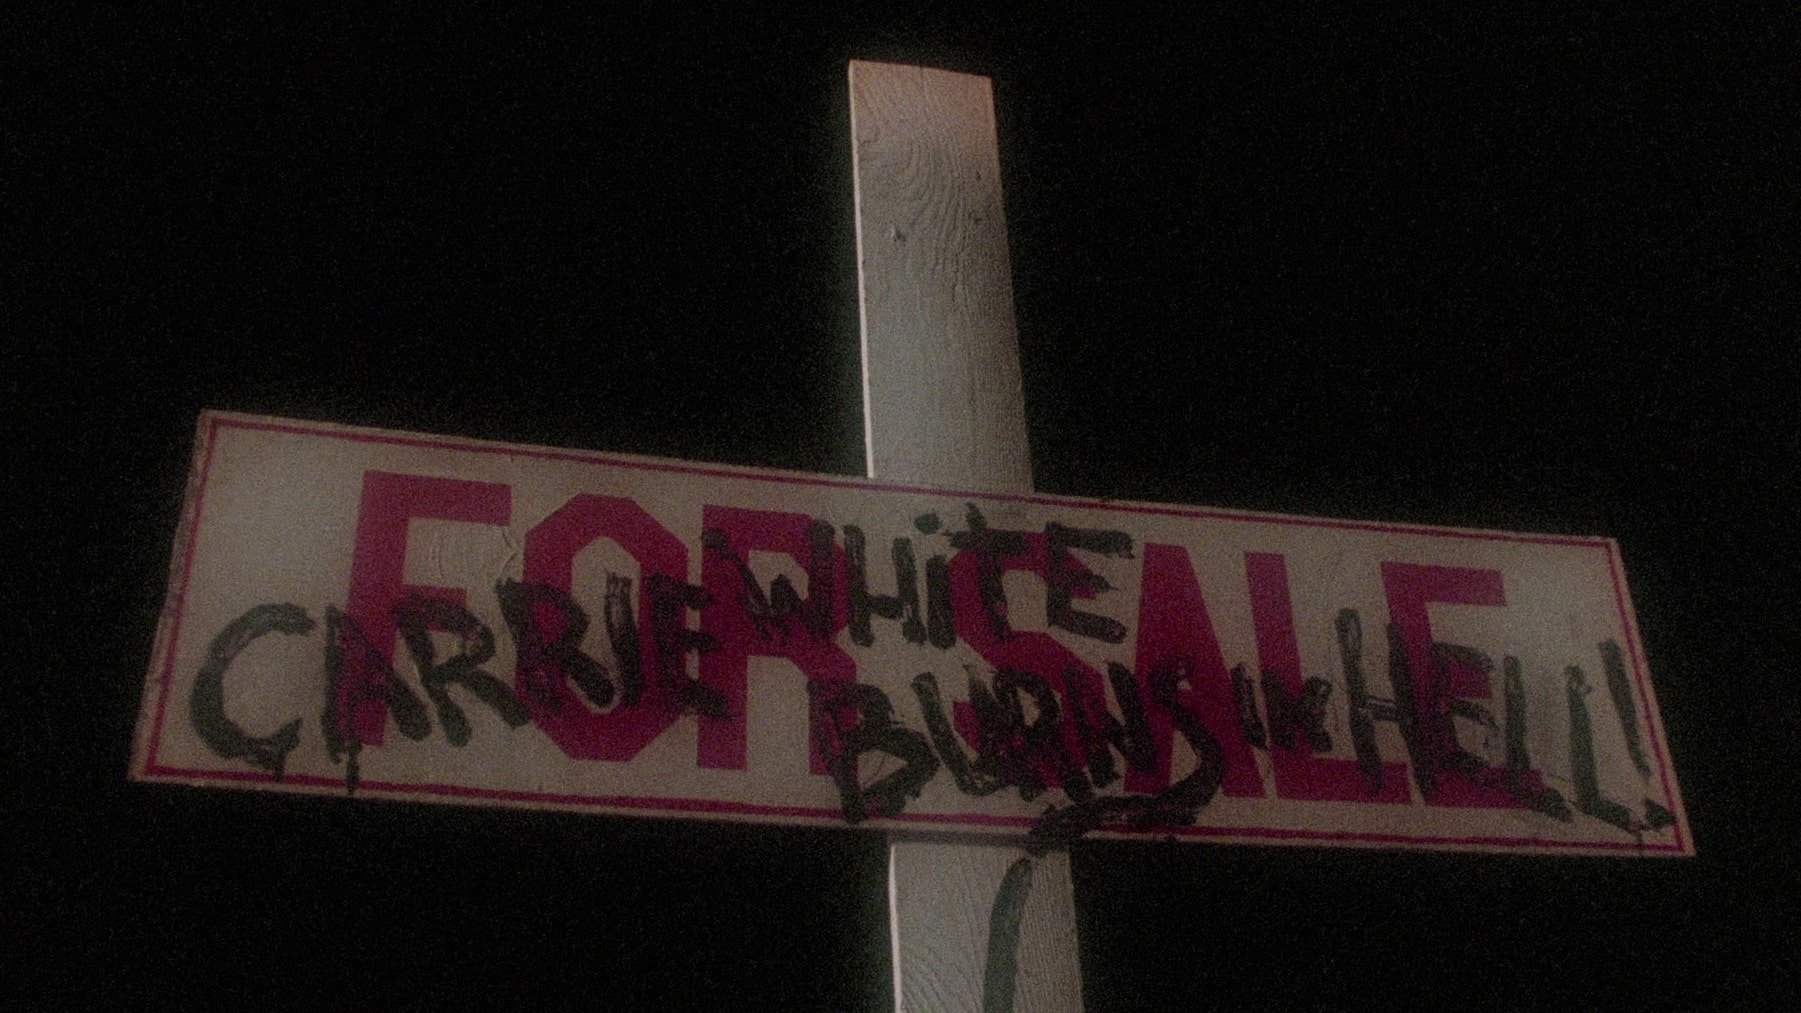 FOR SALE
CARRIE WHiTE
BURNS IN HELL!